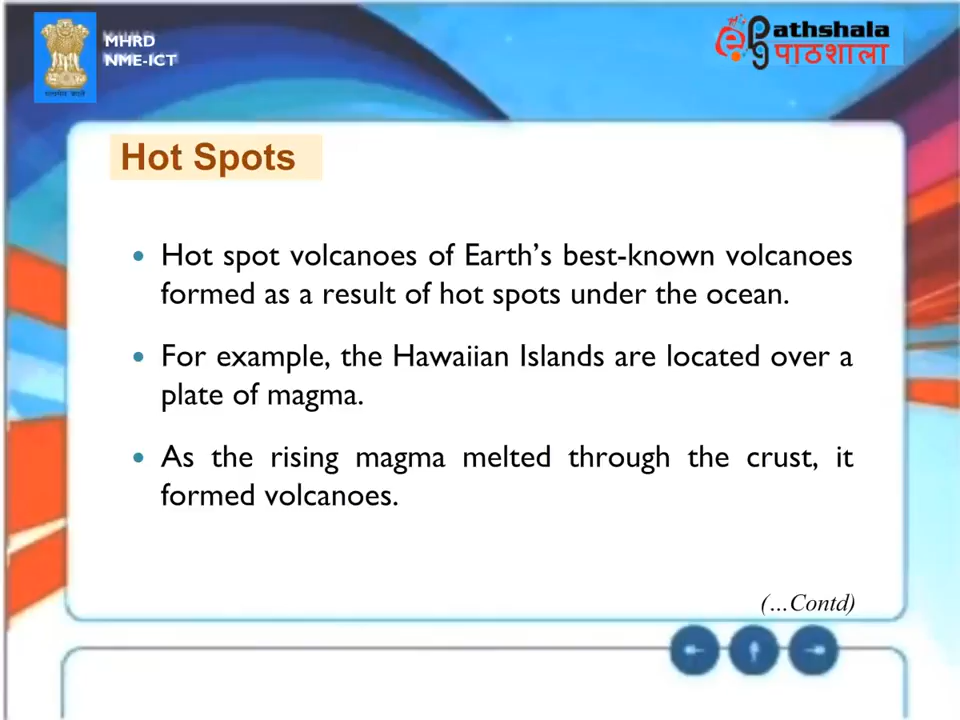 MHRD
NME-ICT
e pg athshala
पाठशाला
Hot Spots
• Hot spot volcanoes of Earth’s best-known volcanoes
formed as a result of hot spots under the ocean.
• For example, the Hawaiian Islands are located over a
plate of magma.
• As the rising magma melted through the crust, it
formed volcanoes.
(...Contd)